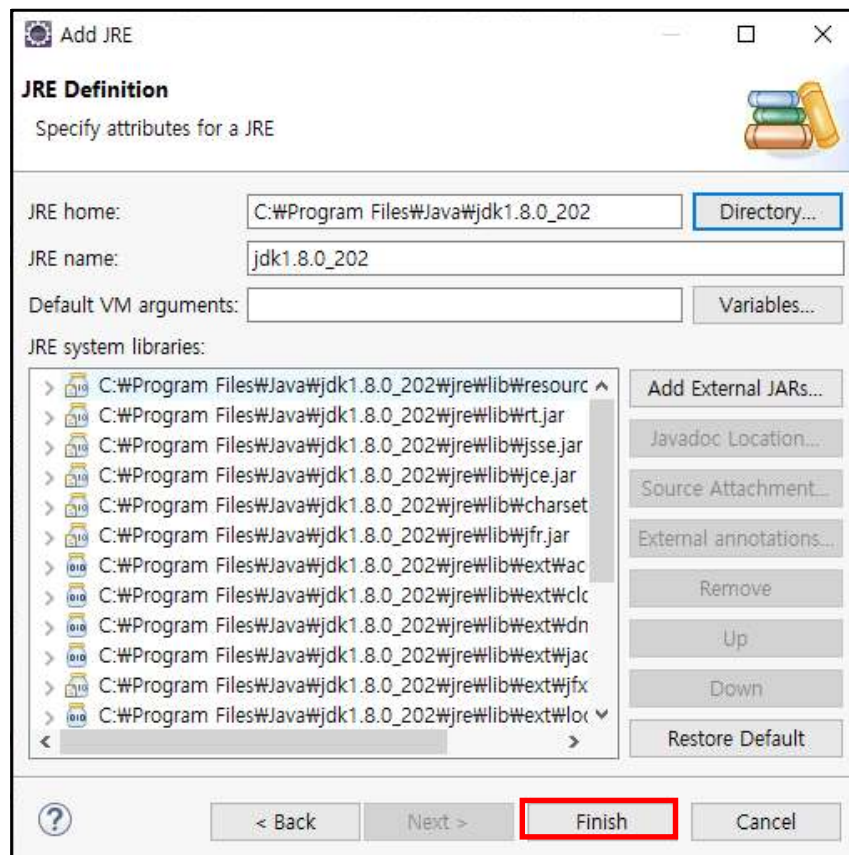 Add JRE
JRE Definition
Specify attributes for a JRE
JRE home: C:₩Program Files₩Java₩jdk1.8.0_202 Directory...
JRE name: jdk1.8.0_202
Default VM arguments: Variables...
JRE system libraries:
C:₩Program Files₩Java₩jdk1.8.0_202₩jre₩lib₩resourc Add External JARs...
C:₩Program Files₩Java₩jdk1.8.0_202₩jre₩lib₩rt.jar
C:₩Program Files₩Java₩jdk1.8.0_202₩jre₩lib₩jsse.jar Javadoc Location...
C:₩Program Files₩Java₩jdk1.8.0_202₩jre₩lib₩jce.jar Source Attachment...
C:₩Program Files₩Java₩jdk1.8.0_202₩jre₩lib₩charset
C:₩Program Files₩Java₩jdk1.8.0_202₩jre₩lib₩jfr.jar External annotations...
C:₩Program Files₩Java₩jdk1.8.0_202₩jre₩lib₩ext₩ac
C:₩Program Files₩Java₩jdk1.8.0_202₩jre₩lib₩ext₩clc Remove
C:₩Program Files₩Java₩jdk1.8.0_202₩jre₩lib₩ext₩dn Up
C:₩Program Files₩Java₩jdk1.8.0_202₩jre₩lib₩ext₩jac
C:₩Program Files₩Java₩jdk1.8.0_202₩jre₩lib₩ext₩jfx Down
C:₩Program Files₩Java₩jdk1.8.0_202₩jre₩lib₩ext₩loc Restore Default
< Back Next > Finish Cancel